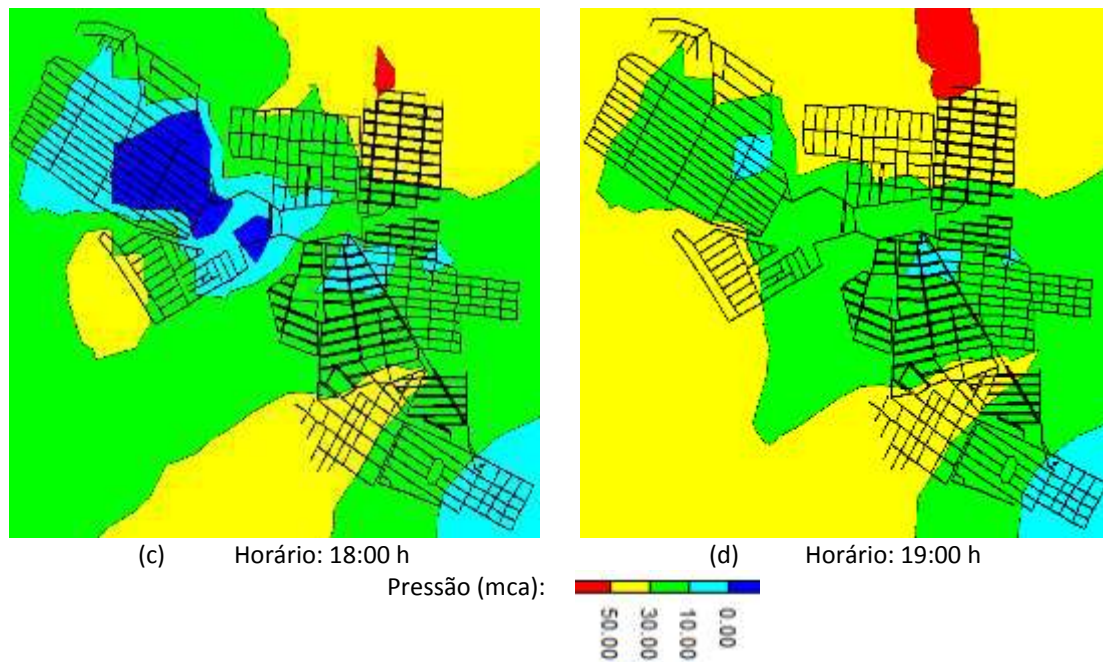 (c) Horário: 18:00 h
(d) Horário: 19:00 h
Pressão (mca):
50.00
30.00
10.00
0.00